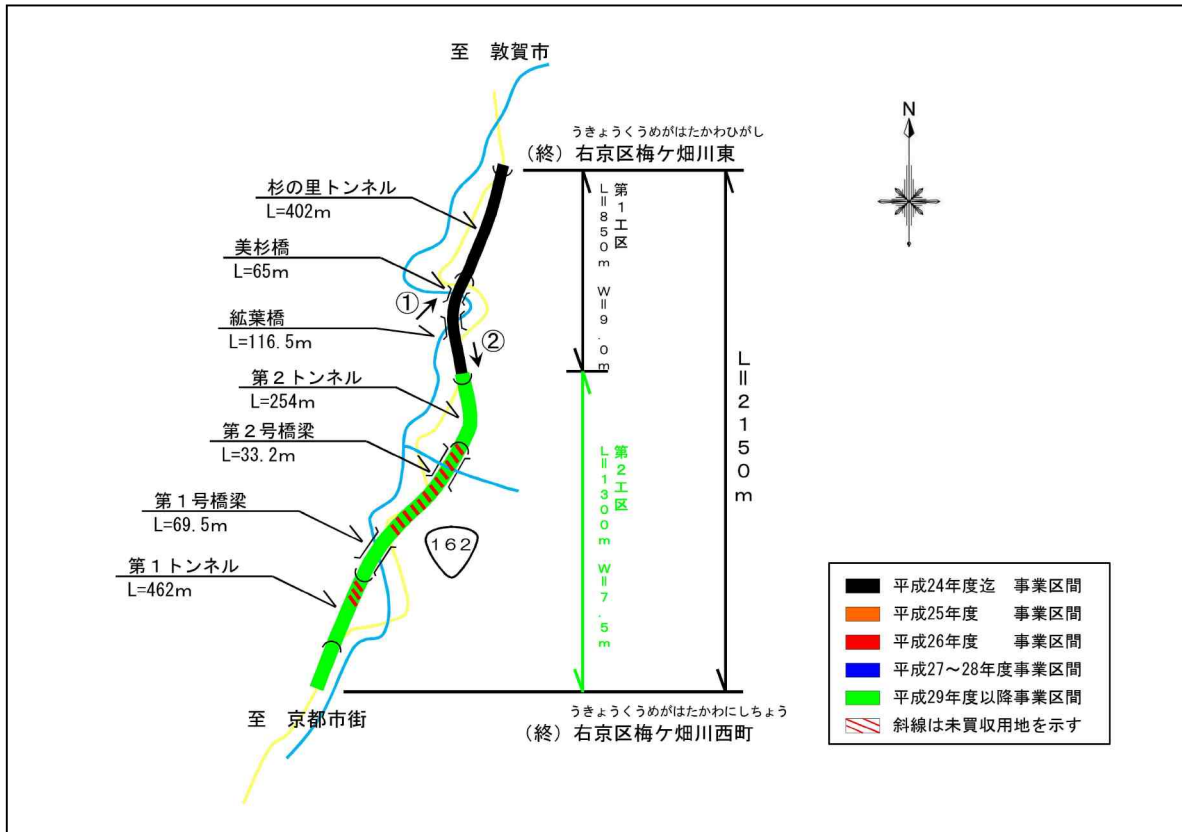 至 敦賀市
N
うきょうくうめがはたかわひがし
(終) 右京区梅ケ畑川東
杉の里トンネル
L=402m
美杉橋
L=65m
①
鉱葉橋
L=116.5m
②
第2トンネル
L=254m
第2号橋梁
L=33.2m
第1号橋梁
L=69.5m
第1トンネル
L=462m
162
第1工区
L=850m W=9.0m
第2工区
L=1300m W=7.5m
L=2150m
至 京都市街
うきょうくうめがはたかわにしちょう
(終) 右京区梅ケ畑川西町
平成24年度迄 事業区間
平成25年度 事業区間
平成26年度 事業区間
平成27～28年度事業区間
平成29年度以降事業区間
斜線は未買収用地を示す